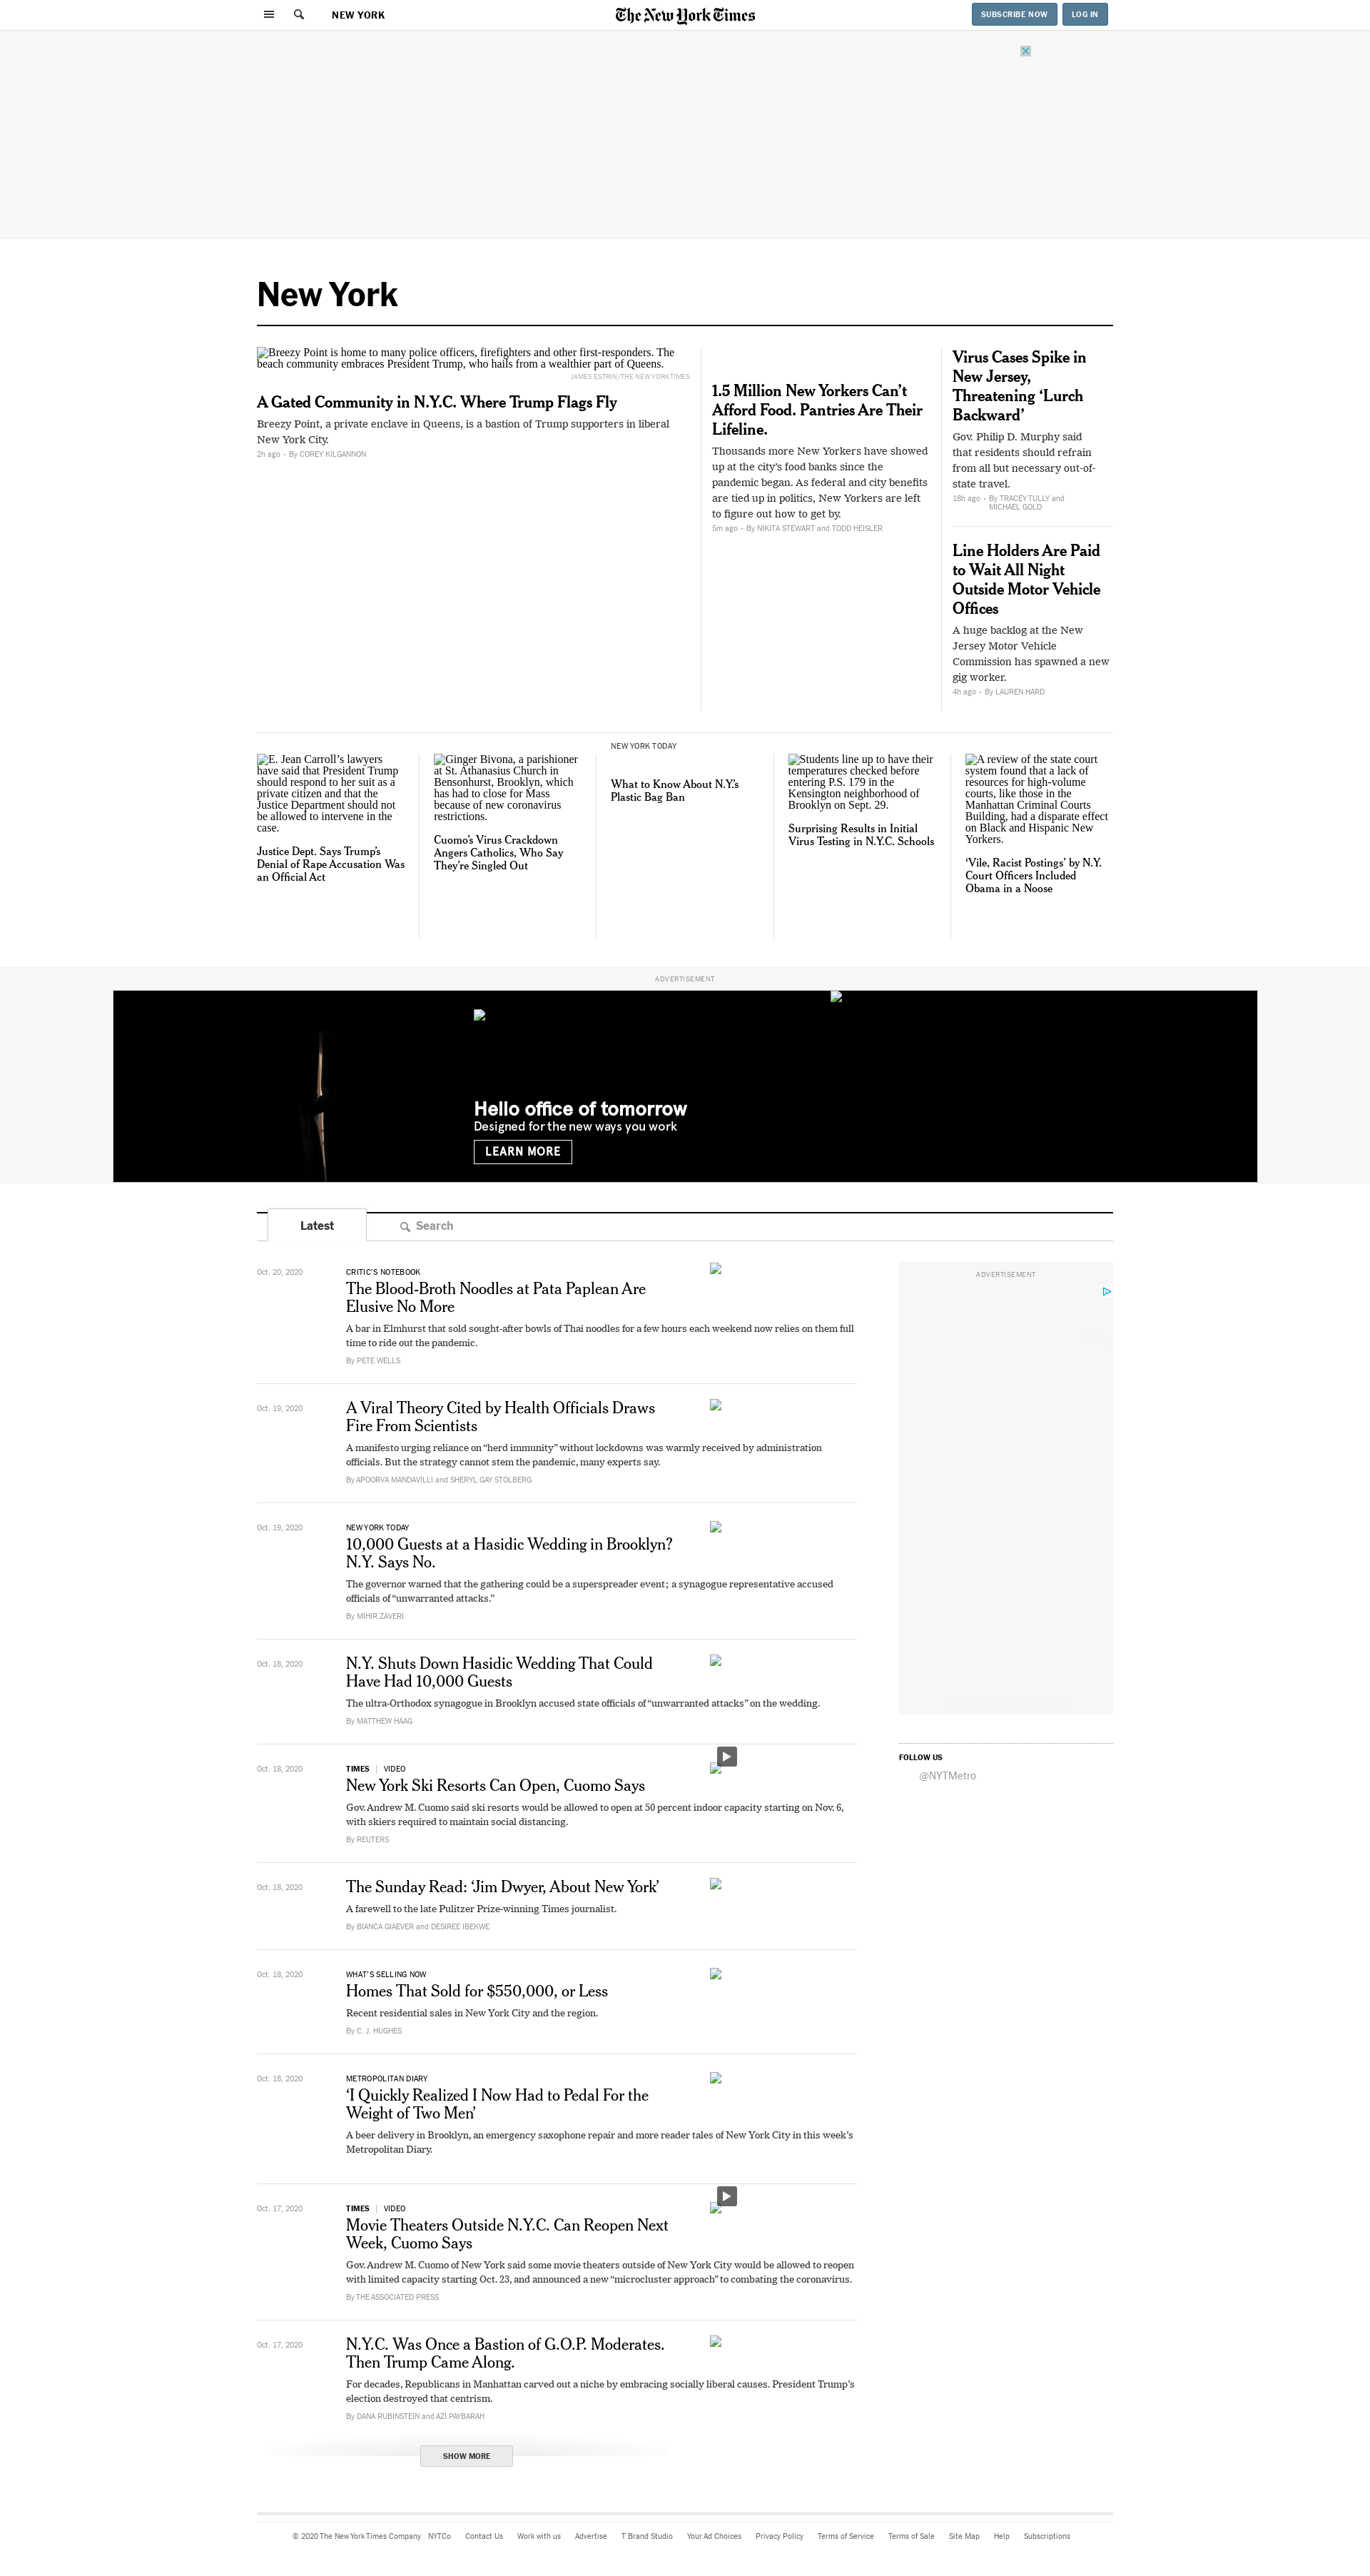 NEW YORK
The New York Times
SUBSCRIBE NOW
LOG IN
New York
Breezy Point is home to many police officers, firefighters and other first-responders. The
beach community embraces President Trump, who hails from a wealthier part of Queens.
JAMES ESTRIN/THE NEW YORK TIMES
A Gated Community in N.Y.C. Where Trump Flags Fly
Breezy Point, a private enclave in Queens, is a bastion of Trump supporters in liberal
New York City.
2h ago • By COREY KILGANNON
1.5 Million New Yorkers Can’t
Afford Food. Pantries Are Their
Lifeline.
Thousands more New Yorkers have showed
up at the city’s food banks since the
pandemic began. As federal and city benefits
are tied up in politics, New Yorkers are left
to figure out how to get by.
5m ago • By NIKITA STEWART and TODD HEISLER
Virus Cases Spike in
New Jersey,
Threatening ‘Lurch
Backward’
Gov. Philip D. Murphy said
that residents should refrain
from all but necessary out-of-
state travel.
18h ago • By TRACEY TULLY and
MICHAEL GOLD
Line Holders Are Paid
to Wait All Night
Outside Motor Vehicle
Offices
A huge backlog at the New
Jersey Motor Vehicle
Commission has spawned a new
gig worker.
4h ago • By LAUREN HARD
E. Jean Carroll’s lawyers
have said that President Trump
should respond to her suit as a
private citizen and that the
Justice Department should not
be allowed to intervene in the
case.
Justice Dept. Says Trump’s
Denial of Rape Accusation Was
an Official Act
Ginger Bivona, a parishioner
at St. Athanasius Church in
Bensonhurst, Brooklyn, which
has had to close for Mass
because of new coronavirus
restrictions.
Cuomo’s Virus Crackdown
Angers Catholics, Who Say
They’re Singled Out
NEW YORK TODAY
What to Know About N.Y.’s
Plastic Bag Ban
Students line up to have their
temperatures checked before
entering P.S. 179 in the
Kensington neighborhood of
Brooklyn on Sept. 29.
Surprising Results in Initial
Virus Testing in N.Y.C. Schools
A review of the state court
system found that a lack of
resources for high-volume
courts, like those in the
Manhattan Criminal Courts
Building, had a disparate effect
on Black and Hispanic New
Yorkers.
‘Vile, Racist Postings’ by N.Y.
Court Officers Included
Obama in a Noose
ADVERTISEMENT
Hello office of tomorrow
Designed for the new ways you work
LEARN MORE
Latest
Search
Oct. 20, 2020
CRITIC’S NOTEBOOK
The Blood-Broth Noodles at Pata Paplean Are
Elusive No More
A bar in Elmhurst that sold sought-after bowls of Thai noodles for a few hours each weekend now relies on them full
time to ride out the pandemic.
By PETE WELLS
ADVERTISEMENT
Oct. 19, 2020
A Viral Theory Cited by Health Officials Draws
Fire From Scientists
A manifesto urging reliance on “herd immunity” without lockdowns was warmly received by administration
officials. But the strategy cannot stem the pandemic, many experts say.
By APOORVA MANDAVILLI and SHERYL GAY STOLBERG
Oct. 19, 2020
NEW YORK TODAY
10,000 Guests at a Hasidic Wedding in Brooklyn?
N.Y. Says No.
The governor warned that the gathering could be a superspreader event; a synagogue representative accused
officials of “unwarranted attacks.”
By MIHIR ZAVERI
Oct. 18, 2020
N.Y. Shuts Down Hasidic Wedding That Could
Have Had 10,000 Guests
The ultra-Orthodox synagogue in Brooklyn accused state officials of “unwarranted attacks” on the wedding.
By MATTHEW HAAG
FOLLOW US
@NYTMetro
Oct. 18, 2020
TIMES | VIDEO
New York Ski Resorts Can Open, Cuomo Says
Gov. Andrew M. Cuomo said ski resorts would be allowed to open at 50 percent indoor capacity starting on Nov. 6,
with skiers required to maintain social distancing.
By REUTERS
Oct. 18, 2020
The Sunday Read: ‘Jim Dwyer, About New York’
A farewell to the late Pulitzer Prize-winning Times journalist.
By BIANCA GIAEVER and DESIREE IBEKWE
Oct. 18, 2020
WHAT’S SELLING NOW
Homes That Sold for $550,000, or Less
Recent residential sales in New York City and the region.
By C. J. HUGHES
Oct. 18, 2020
METROPOLITAN DIARY
‘I Quickly Realized I Now Had to Pedal For the
Weight of Two Men’
A beer delivery in Brooklyn, an emergency saxophone repair and more reader tales of New York City in this week’s
Metropolitan Diary.
Oct. 17, 2020
TIMES | VIDEO
Movie Theaters Outside N.Y.C. Can Reopen Next
Week, Cuomo Says
Gov. Andrew M. Cuomo of New York said some movie theaters outside of New York City would be allowed to reopen
with limited capacity starting Oct. 23, and announced a new “microcluster approach” to combating the coronavirus.
By THE ASSOCIATED PRESS
Oct. 17, 2020
N.Y.C. Was Once a Bastion of G.O.P. Moderates.
Then Trump Came Along.
For decades, Republicans in Manhattan carved out a niche by embracing socially liberal causes. President Trump’s
election destroyed that centrism.
By DANA RUBINSTEIN and AZI PAYBARAH
SHOW MORE
© 2020 The New York Times Company NYTCo Contact Us Work with us Advertise T Brand Studio Your Ad Choices Privacy Policy Terms of Service Terms of Sale Site Map Help Subscriptions